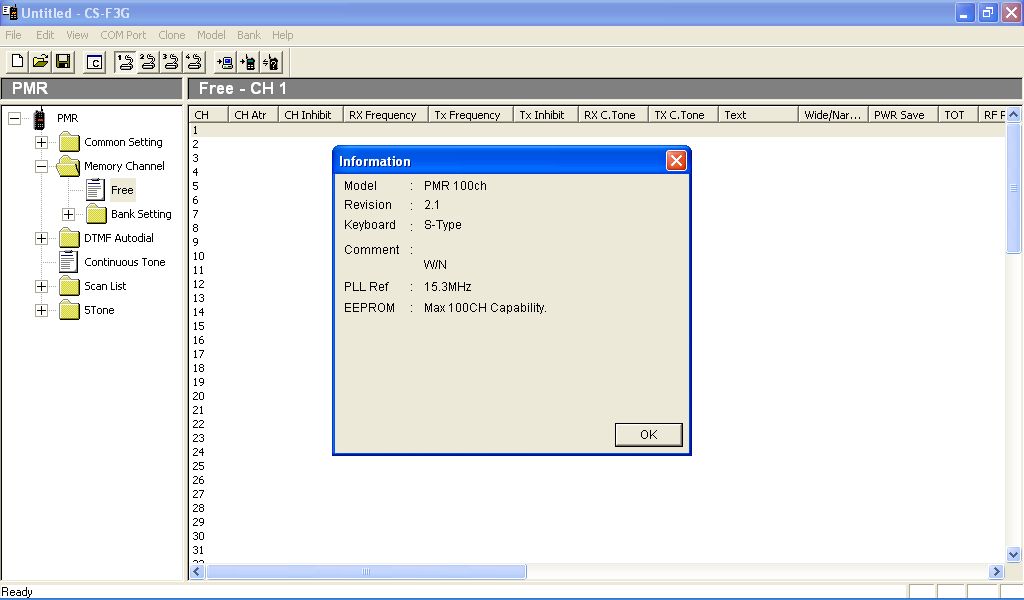 Untitled - CS-F3G
File Edit View COM Port Clone Model Bank Help
PMR
Free - CH 1
PMR
Common Setting
Memory Channel
Free
Bank Setting
DTMF Autodial
Continuous Tone
Scan List
5Tone
CH CH Atr CH Inhibit RX Frequency Tx Frequency Tx Inhibit RX C.Tone TX C.Tone Text Wide/Nar... PWR Save TOT RF P
1
2
3
4
5
6
7
8
9
10
11
12
13
14
15
16
17
18
19
20
21
22
23
24
25
26
27
28
29
30
31
32
Information
Model : PMR 100ch
Revision : 2.1
Keyboard : S-Type
Comment :
W/N
PLL Ref : 15.3MHz
EEPROM : Max 100CH Capability.
OK
Ready